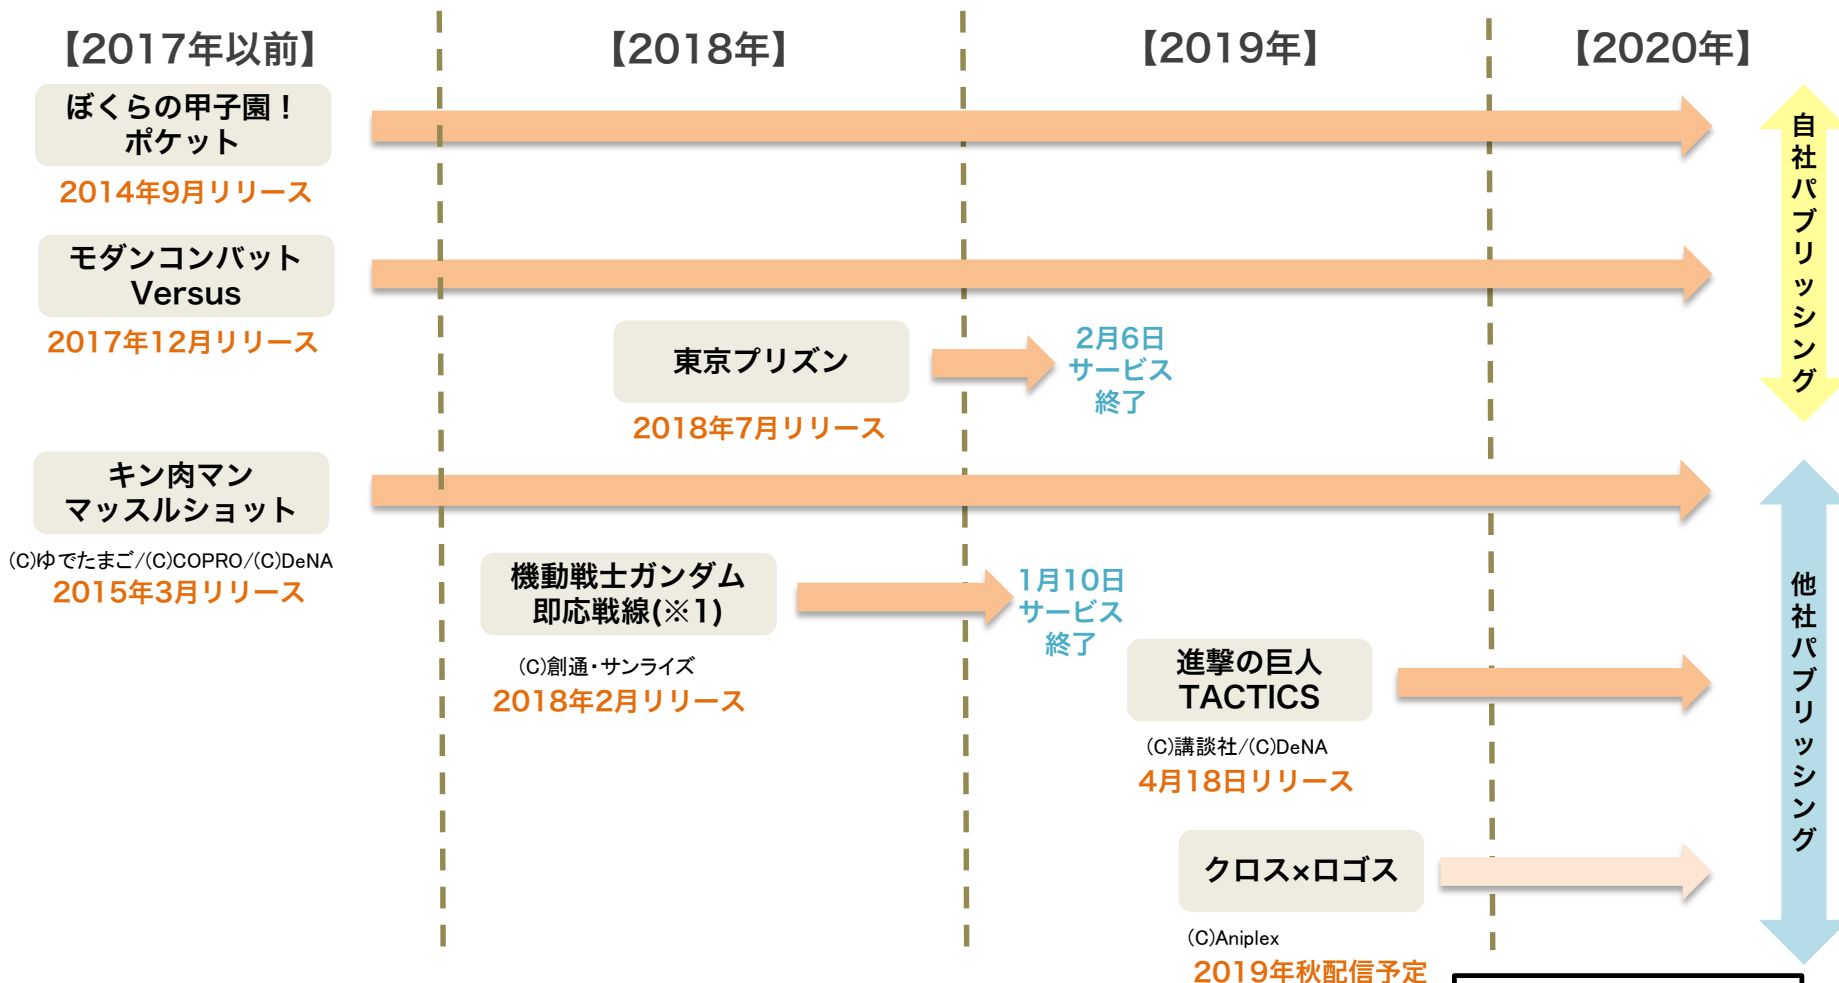 【2017年以前】
【2018年】
【2019年】
【2020年】
ぼくらの甲子園！
ポケット
2014年9月リリース
モダンコンバット
Versus
2017年12月リリース
東京プリズン
2018年7月リリース
2月6日
サービス
終了
自社パブリッシング
キン肉マン
マッスルショット
(C)ゆでたまご/(C)COPRO/(C)DeNA
2015年3月リリース
機動戦士ガンダム
即応戦線(※1)
(C)創通・サンライズ
2018年2月リリース
1月10日
サービス
終了
進撃の巨人
TACTICS
(C)講談社/(C)DeNA
4月18日リリース
クロス×ロゴス
(C)Aniplex
2019年秋配信予定
他社パブリッシング